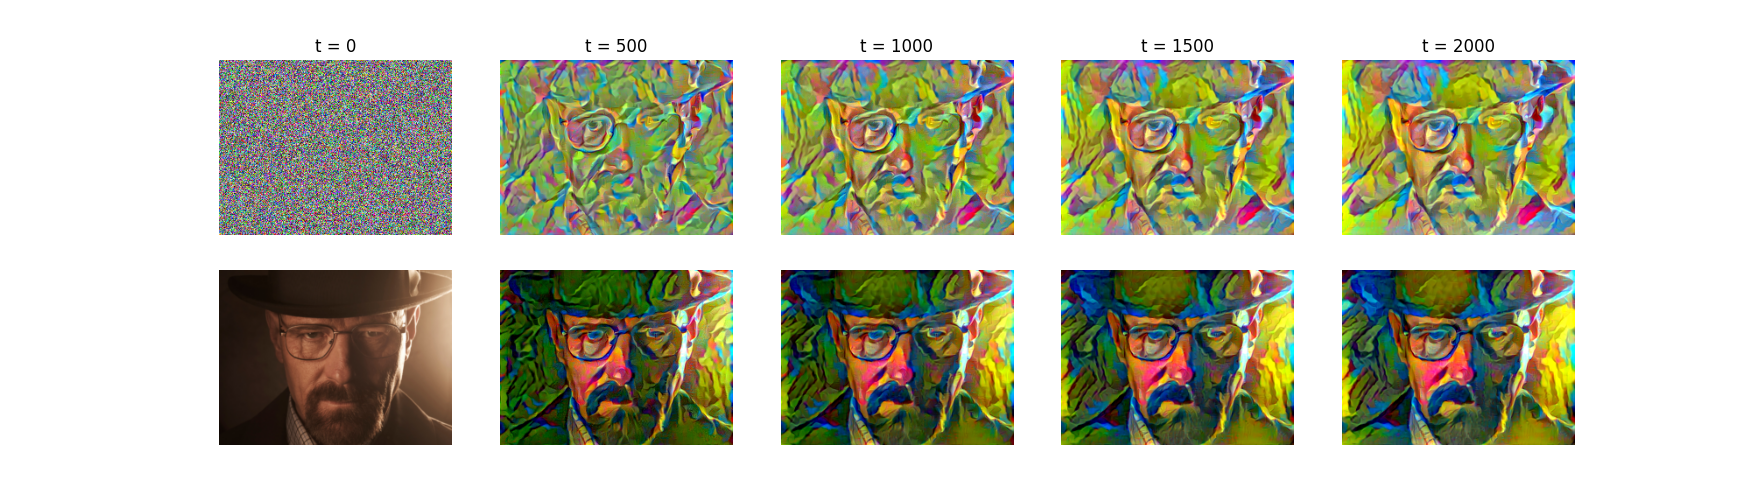 t = 0 t = 500 t = 1000 t = 1500 t = 2000